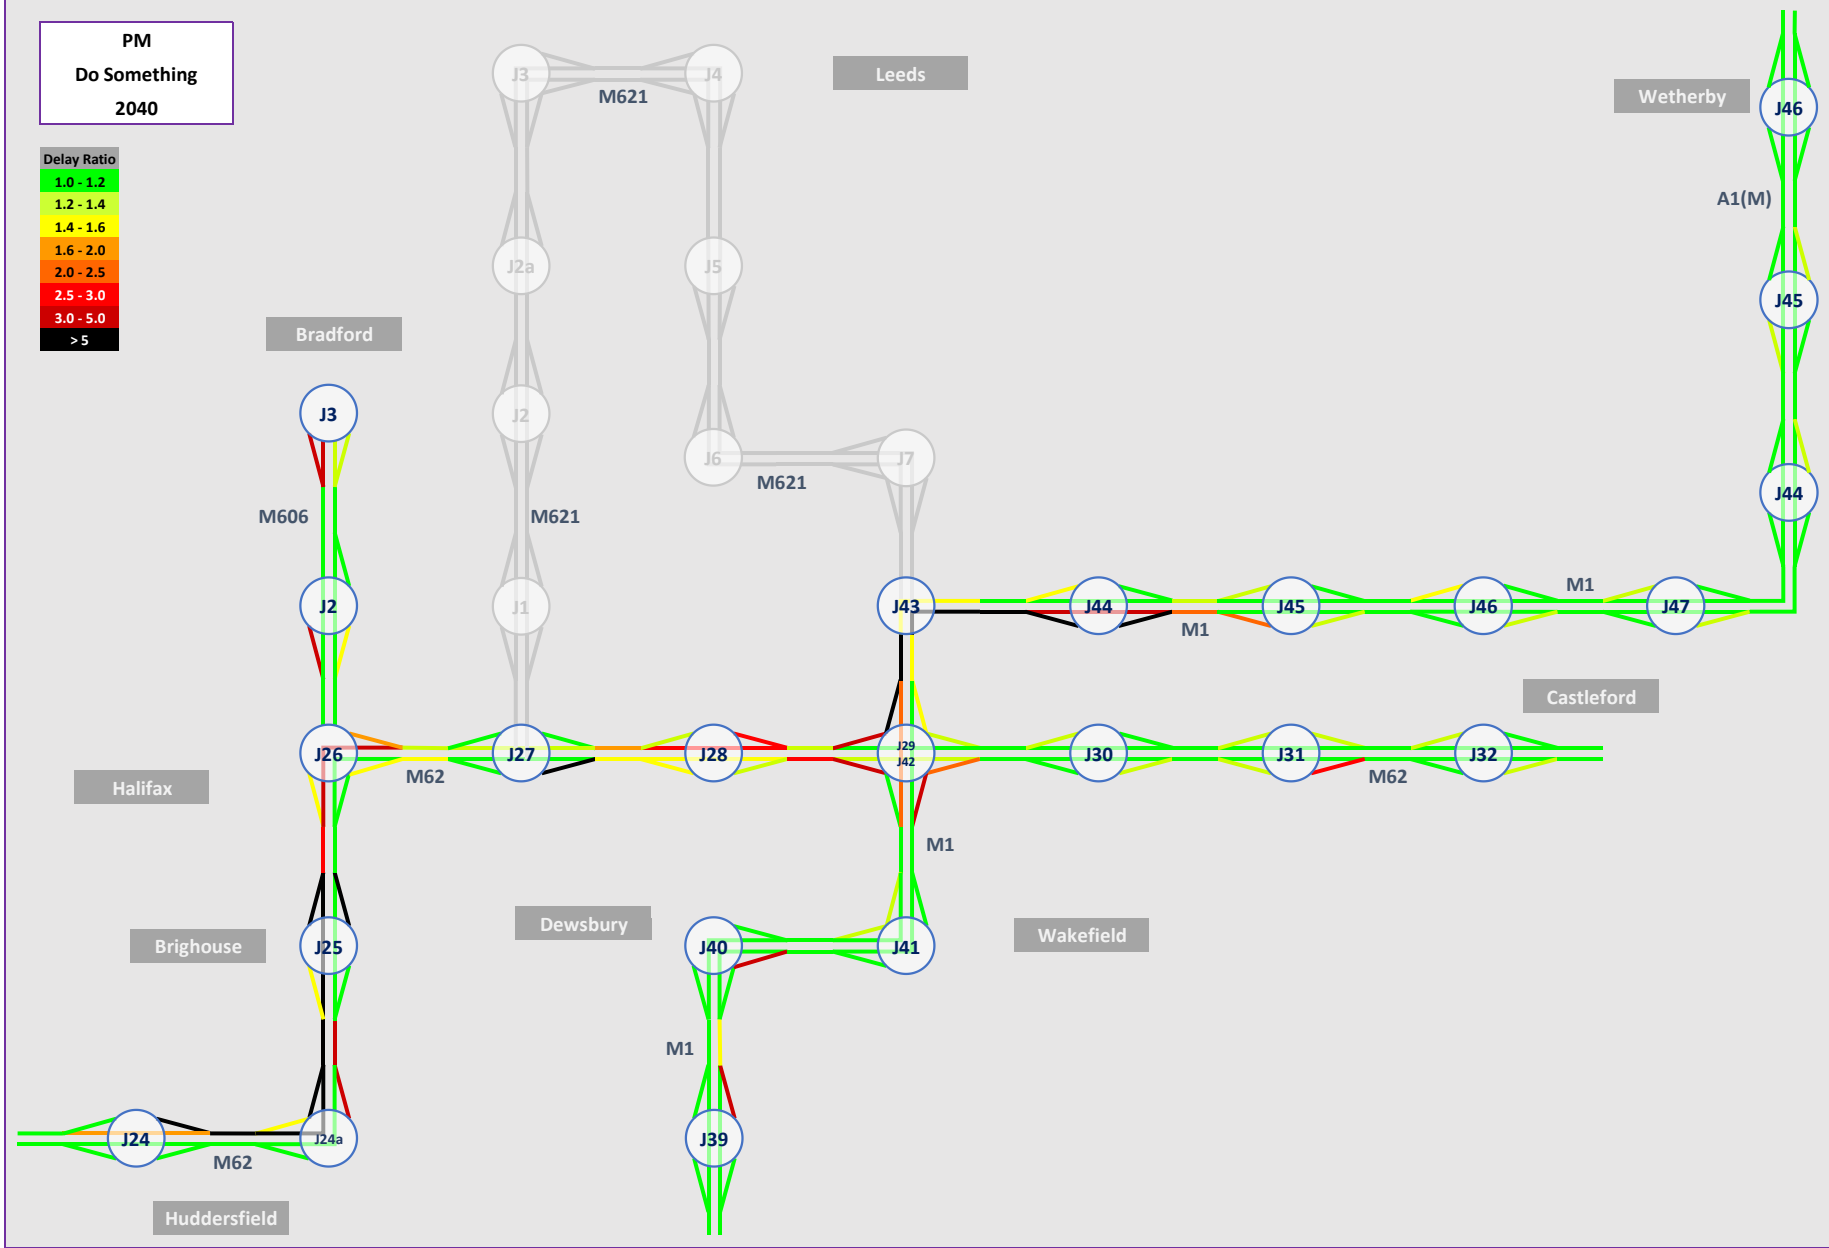 PM
Do Something
2040
Delay Ratio
1.0 - 1.2
1.2 - 1.4
1.4 - 1.6
1.6 - 2.0
2.0 - 2.5
2.5 - 3.0
3.0 - 5.0
> 5
J3
J4
M621
Leeds
Wetherby
J46
A1(M)
J2a
J5
J45
Bradford
J3
J2
J6
J7
M621
J44
M606
M621
J2
J1
J43
J44
M1
J45
J46
M1
J47
Castleford
J26
M62
J27
J28
J29
J42
J30
J31
M62
J32
Halifax
M1
Brighouse
J25
Dewsbury
J40
J41
Wakefield
M1
J24
M62
J24a
J39
Huddersfield